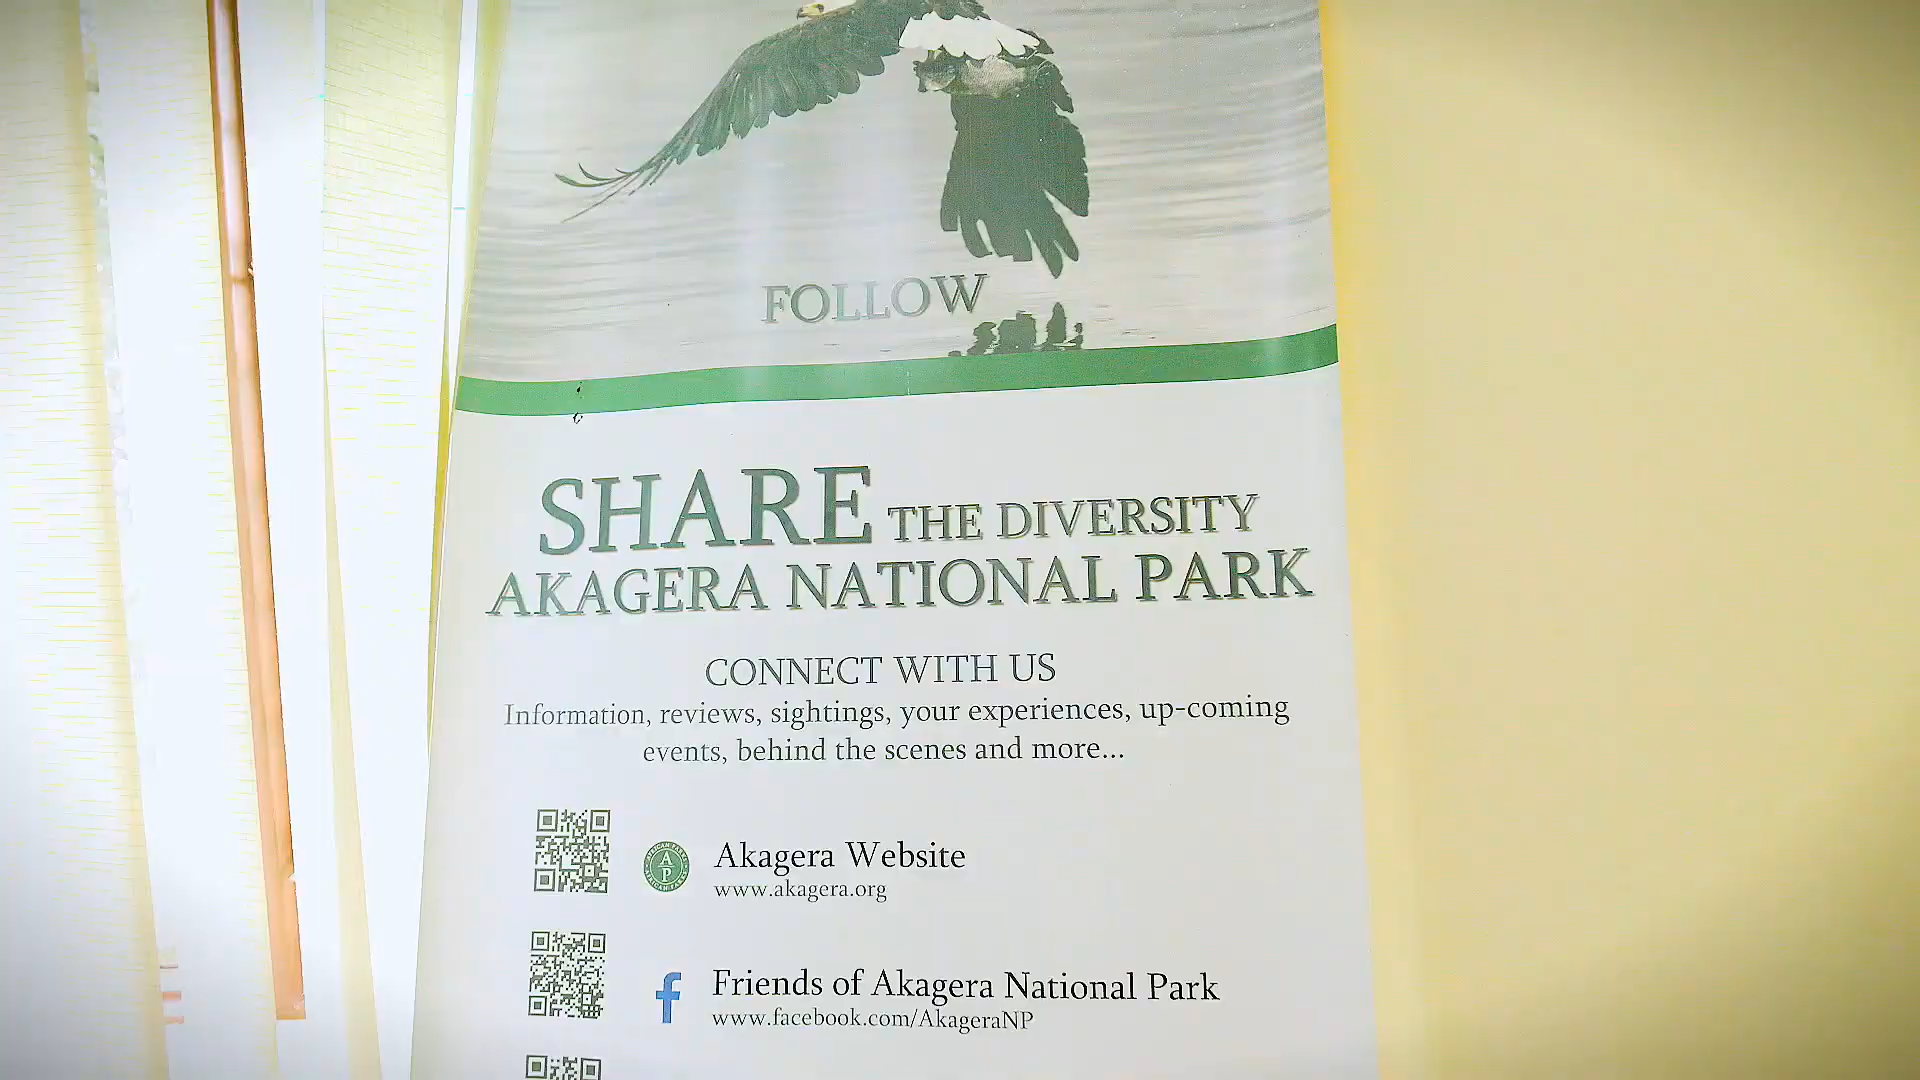 FOLLOW
SHARE THE DIVERSITY
AKAGERA NATIONAL PARK
CONNECT WITH US
Information, reviews, sightings, your experiences, up-coming
events, behind the scenes and more...
Akagera Website
www.akagera.org
AP
Friends of Akagera National Park
www.facebook.com/AkageraNP